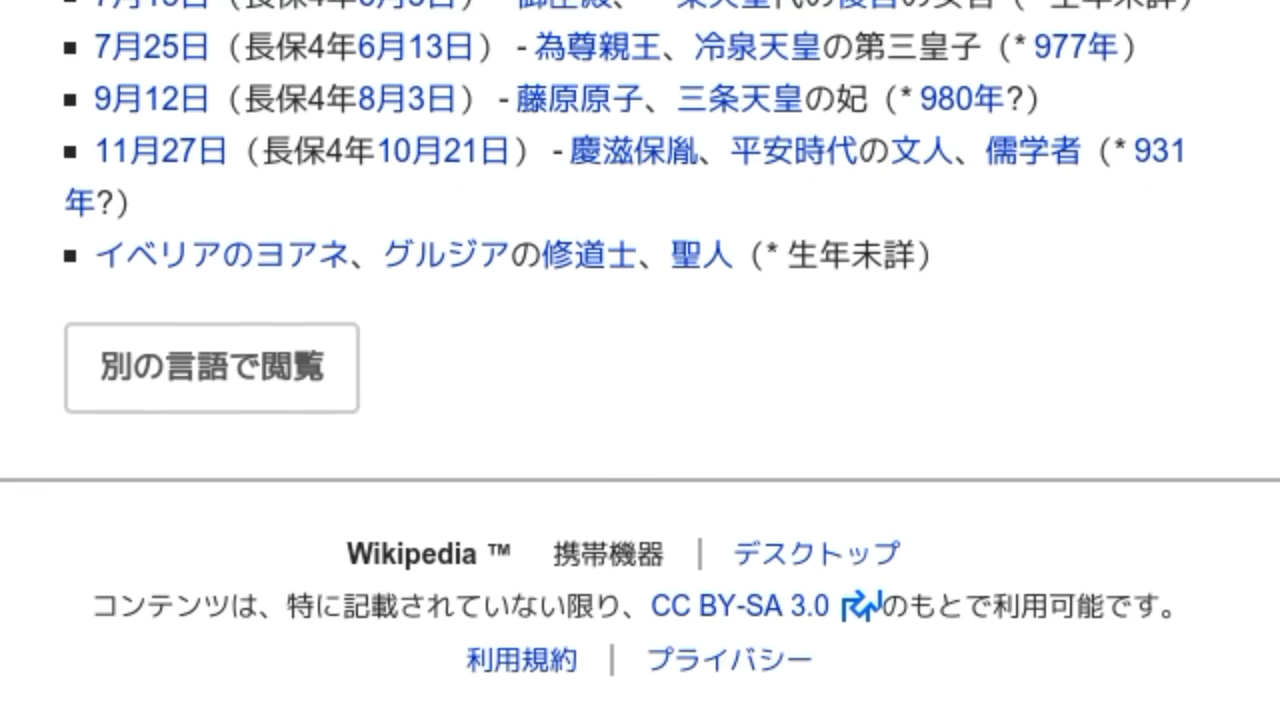 ■ 7月25日（長保4年6月13日） - 為尊親王、冷泉天皇の第三皇子（* 977年）
■ 9月12日（長保4年8月3日） - 藤原原子、三条天皇の妃（* 980年?）
■ 11月27日（長保4年10月21日） - 慶滋保胤、平安時代の文人、儒学者（* 931
年?）
■ イベリアのヨアネ、グルジアの修道士、聖人（* 生年未詳）
別の言語で閲覧
Wikipedia ™ 携帯機器 | デスクトップ
コンテンツは、特に記載されていない限り、CC BY-SA 3.0 のもとで利用可能です。
利用規約 | プライバシー